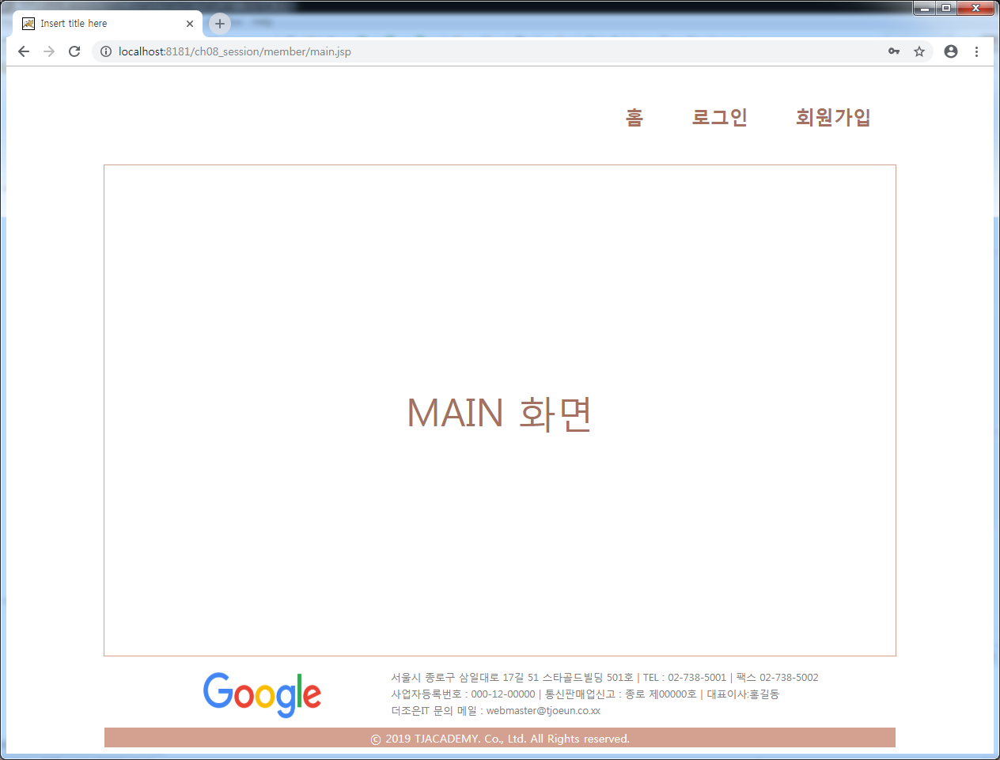 Insert title here
localhost:8181/ch08_session/member/main.jsp
홈 로그인 회원가입
MAIN 화면
Google
서울시 종로구 삼일대로 17길 51 스타골드빌딩 501호 | TEL : 02-738-5001 | 팩스 02-738-5002
사업자등록번호 : 000-12-00000 | 통신판매업신고 : 종로 제00000호 | 대표이사:홍길동
더조은IT 문의 메일 : webmaster@tjoeun.co.xx
ⓒ 2019 TJACADEMY. Co., Ltd. All Rights reserved.